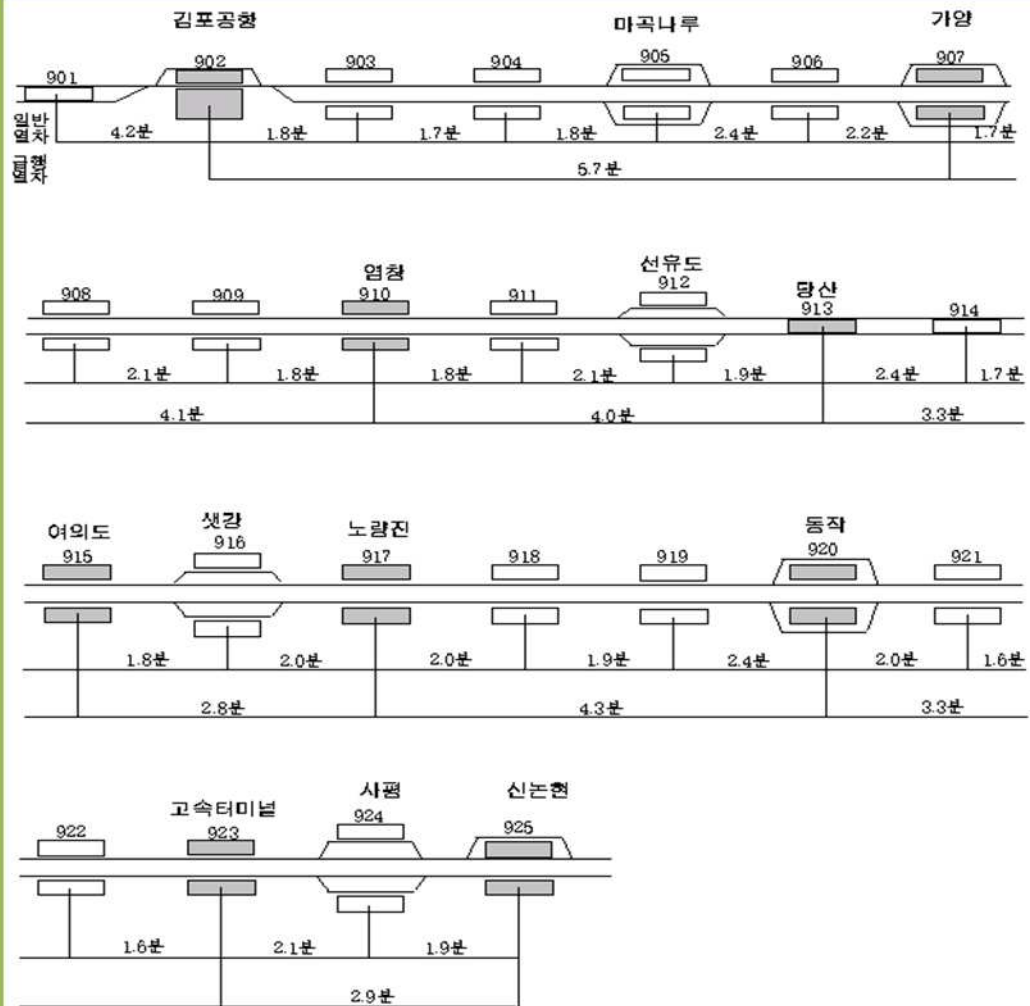 김포공항 마곡나루 가양
901 902 903 904 905 906 907
일반
열차 4.2분 1.8분 1.7분 1.8분 2.4분 2.2분 1.7분
급행
열차 5.7분
염창 선유도 당산
908 909 910 911 912 913 914
2.1분 1.8분 1.8분 2.1분 1.9분 2.4분 1.7분
4.1분 4.0분 3.3분
여의도 샛강 노량진 동작
915 916 917 918 919 920 921
1.8분 2.0분 2.0분 1.9분 2.4분 2.0분 1.6분
2.8분 4.3분 3.3분
고속터미널 사평 신논현
922 923 924 925
1.6분 2.1분 1.9분
2.9분